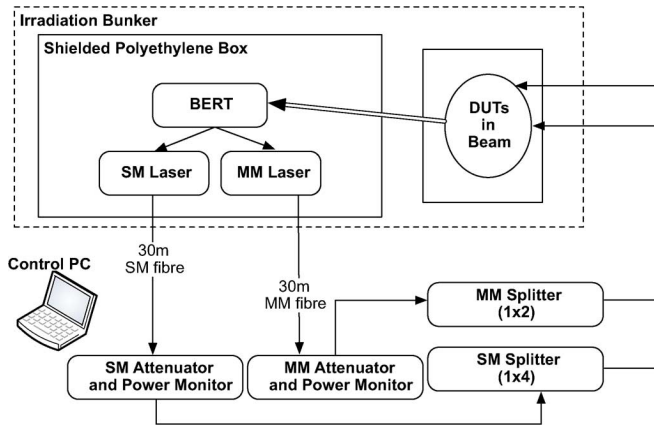 Irradiation Bunker
Shielded Polyethylene Box
BERT
DUTs
in
Beam
SM Laser
MM Laser
30m
SM fibre
30m
MM fibre
Control PC
MM Splitter
(1x2)
SM Attenuator
and Power Monitor
MM Attenuator
and Power Monitor
SM Splitter
(1x4)